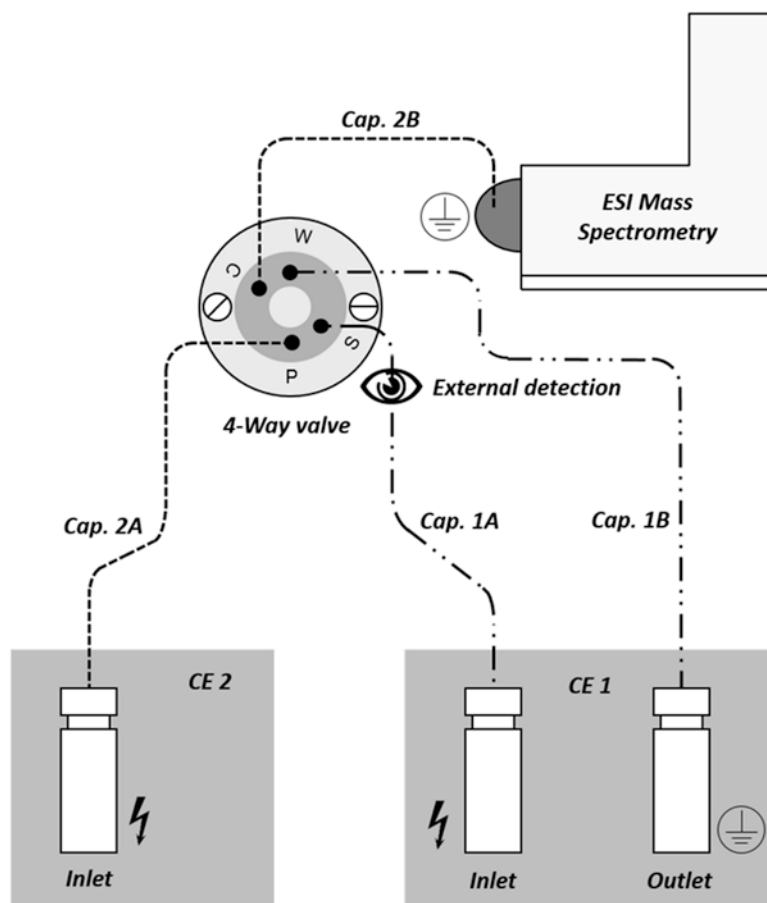 Cap. 2B
ESI Mass
Spectrometry
W
C
S
P
External detection
4-Way valve
Cap. 2A
Cap. 1A
Cap. 1B
CE 2
CE 1
Inlet
Inlet
Outlet